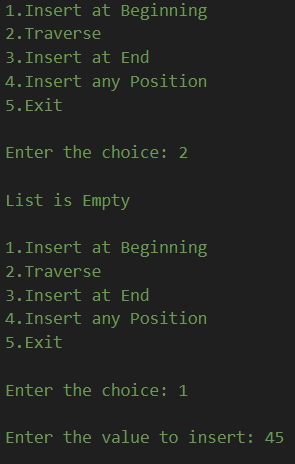 1.Insert at Beginning
2.Traverse
3.Insert at End
4.Insert any Position
5.Exit
Enter the choice: 2
List is Empty
1.Insert at Beginning
2.Traverse
3.Insert at End
4.Insert any Position
5.Exit
Enter the choice: 1
Enter the value to insert: 45